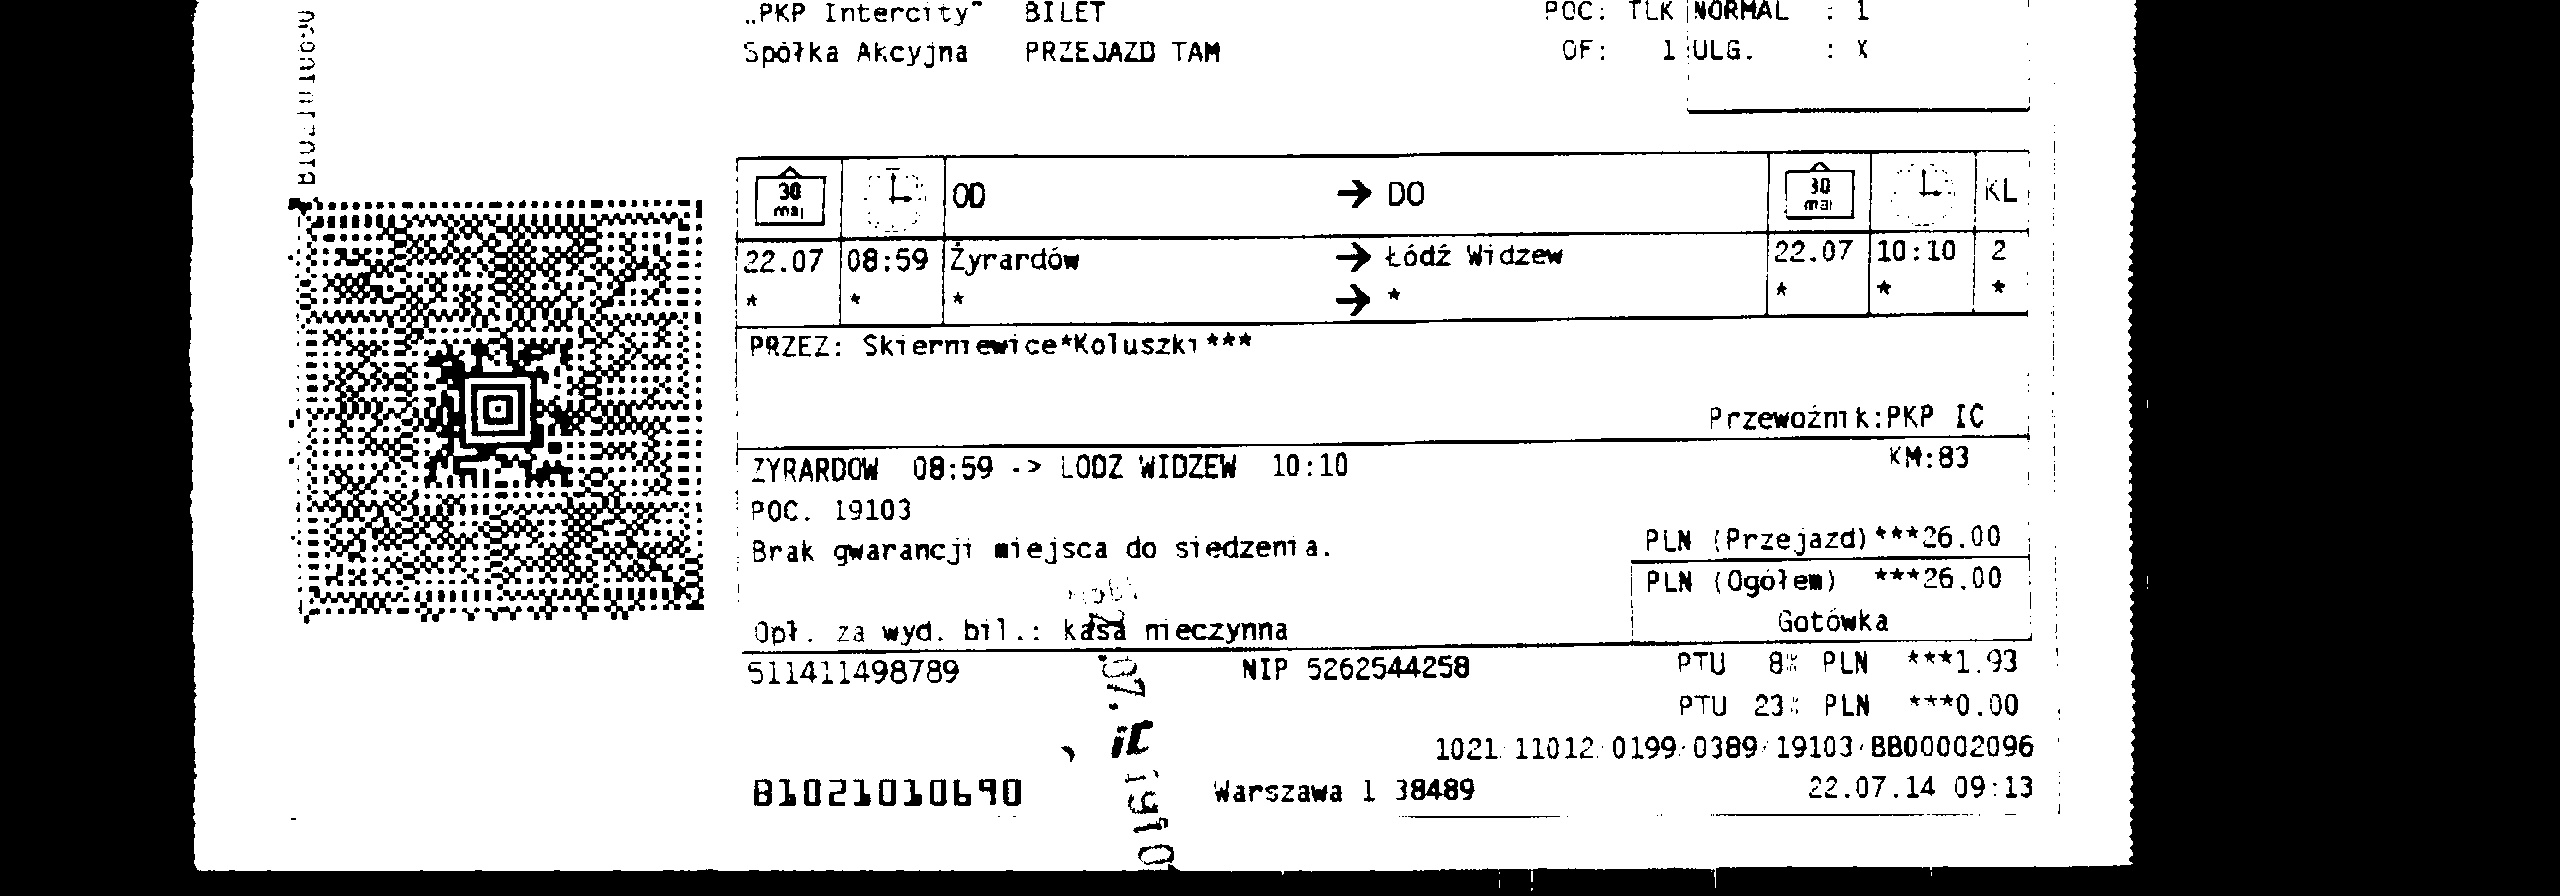 „PKP Intercity" BILET POC: TLK NORMAL : 1
Spółka Akcyjna PRZEJAZD TAM OF: 1 ULG. : X
30 maj OD → DO 30 maj KL
22.07 08:59 Żyrardów → Łódź Widzew 22.07 10:10 2
* * * → * * * *
PRZEZ: Skierniewice*Koluszki***
Przewoźnik:PKP IC
ZYRARDOW 08:59 -> LODZ WIDZEW 10:10 KM:83
POC. 19103
Brak gwarancji miejsca do siedzenia. PLN (Przejazd)***26.00
PLN (Ogółem) ***26.00
Gotówka
Opł. za wyd. bil.: kasa nieczynna
511411498789 NIP 5262544258 PTU 8% PLN ***1.93
PTU 23% PLN ***0.00
1021 11012 0199 0389 19103 BB00002096
B1021010690 Warszawa 1 38489 22.07.14 09:13
.07. iC 1910